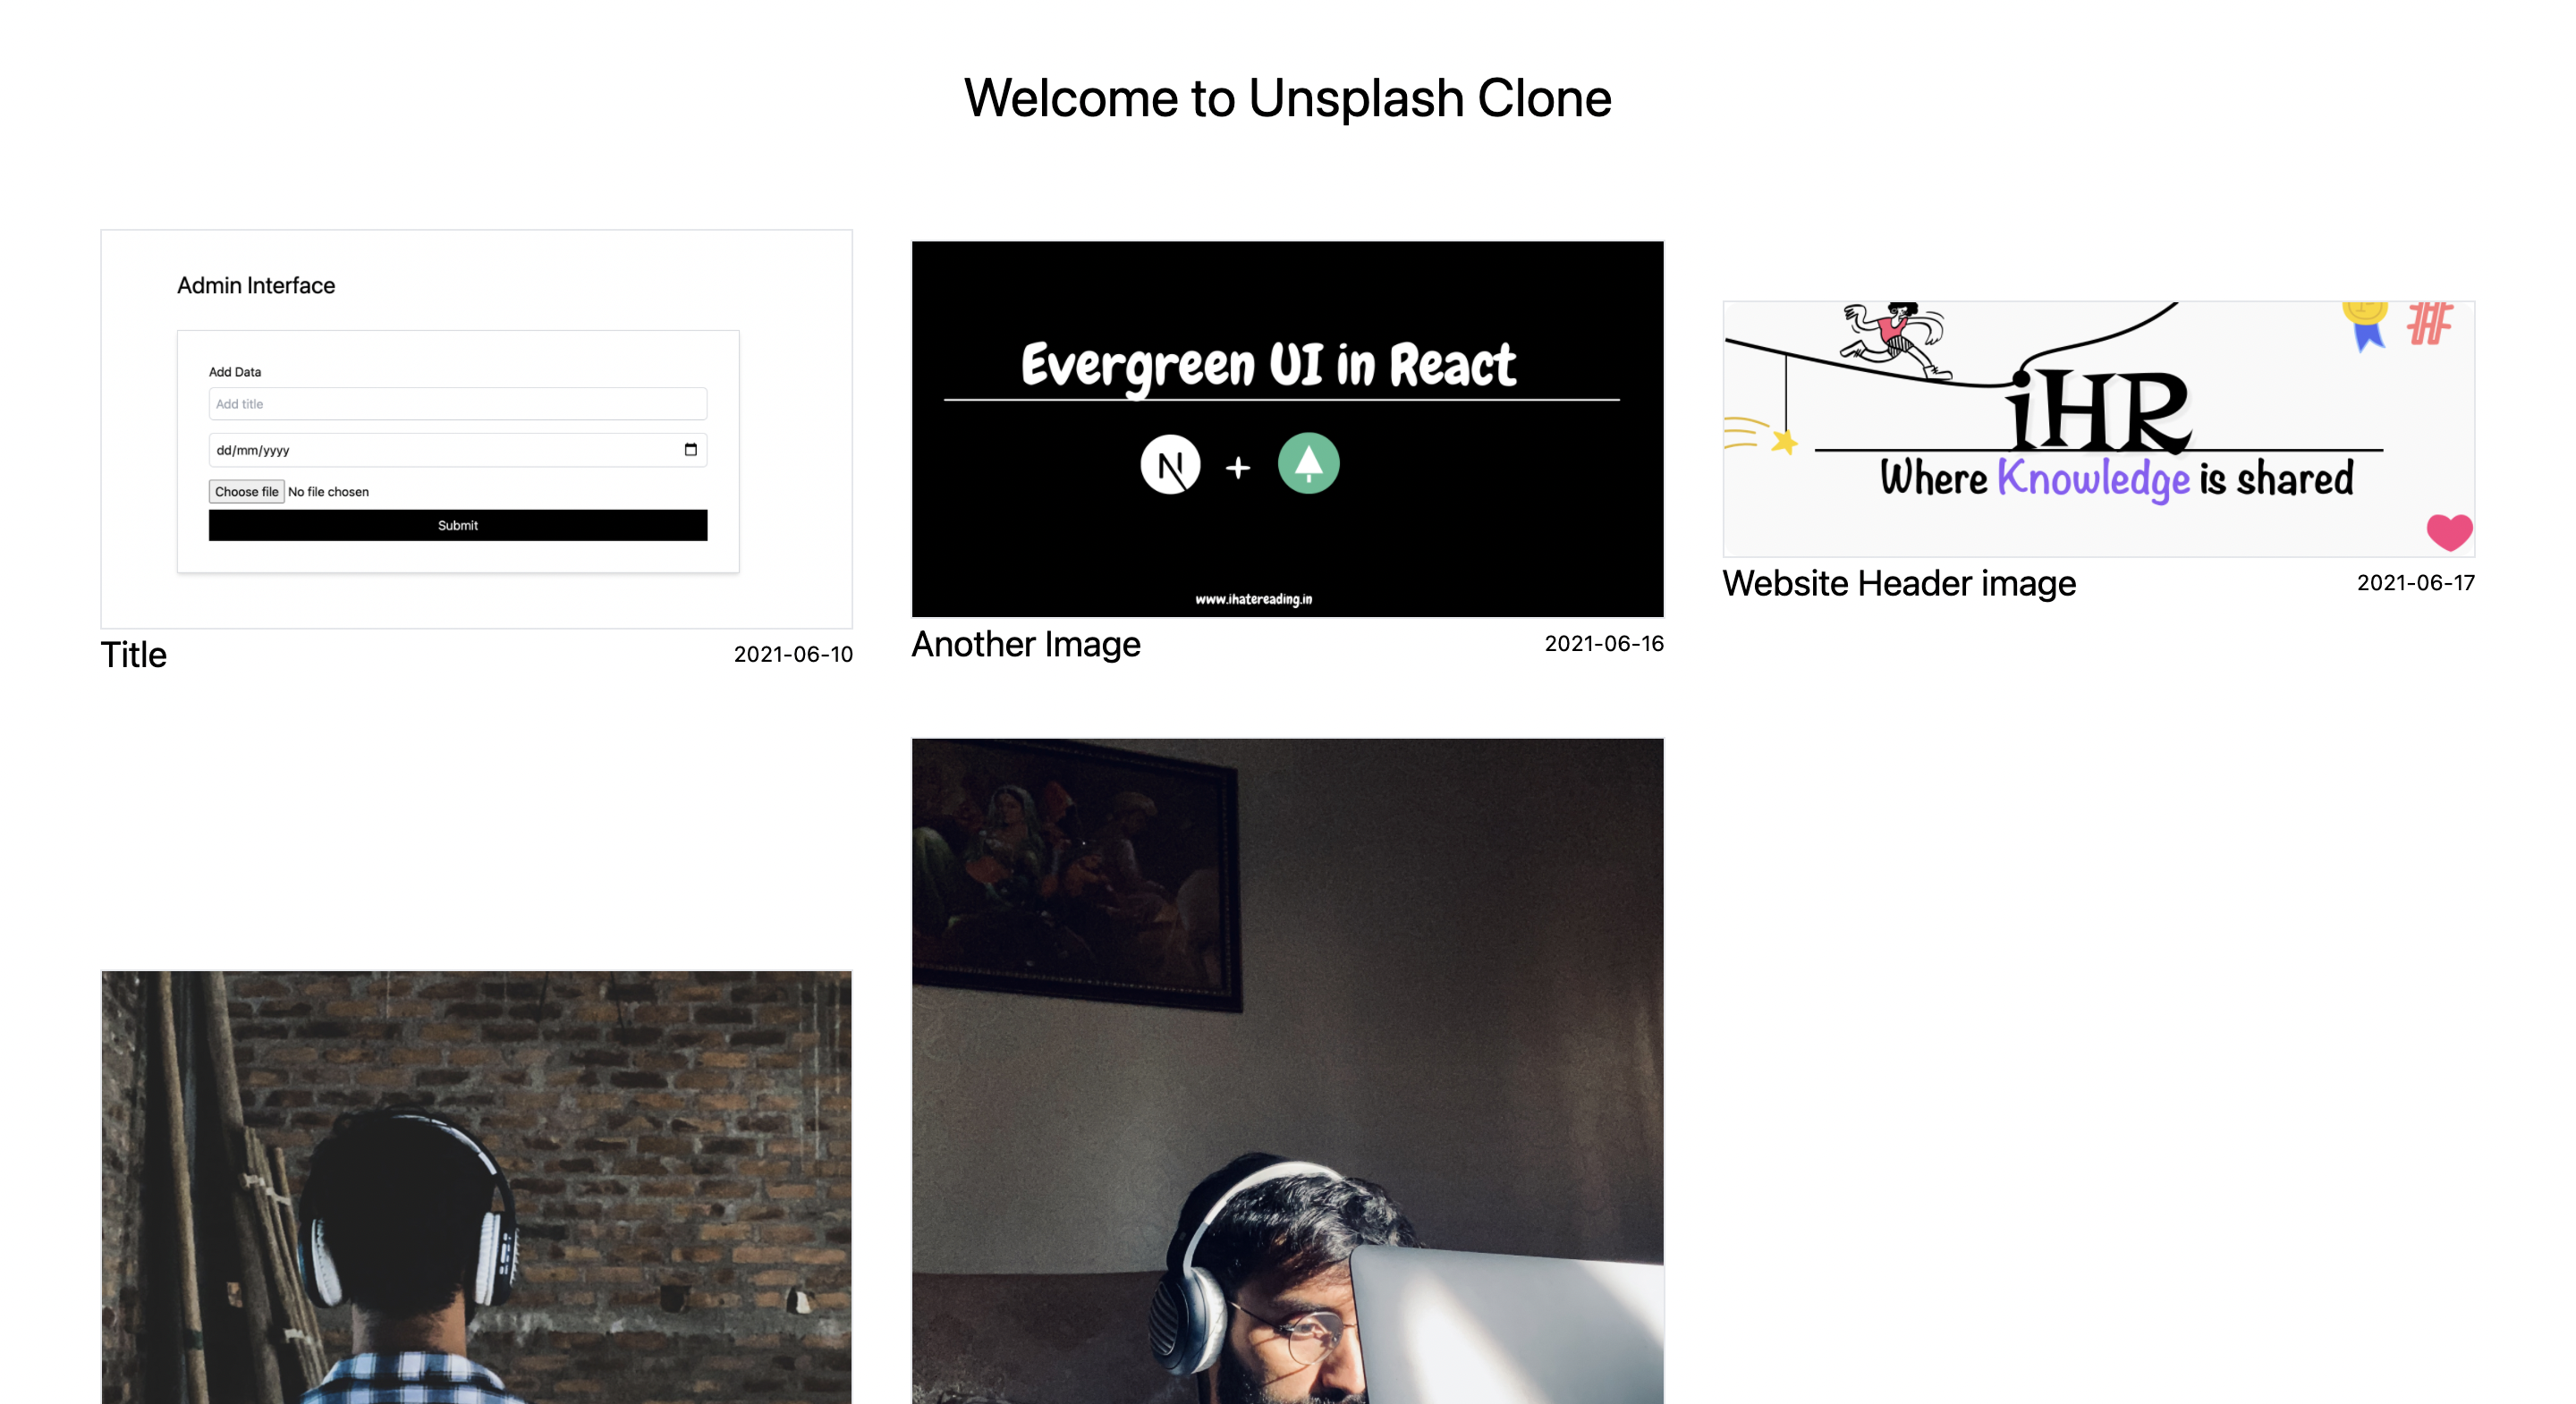 Welcome to Unsplash Clone
Admin Interface
Add Data
Add title
dd/mm/yyyy
Choose file No file chosen
Submit
Title 2021-06-10
Evergreen UI in React
N + 
www.ihatereading.in
Another Image 2021-06-16
#
iHR
Where Knowledge is shared
Website Header image 2021-06-17